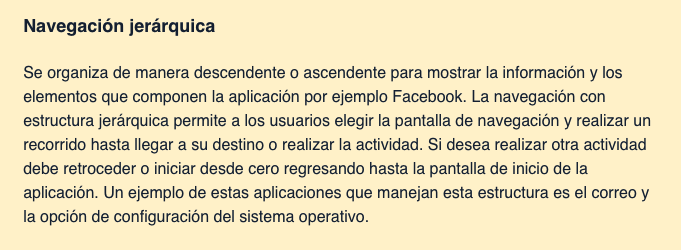 Navegación jerárquica
Se organiza de manera descendente o ascendente para mostrar la información y los
elementos que componen la aplicación por ejemplo Facebook. La navegación con
estructura jerárquica permite a los usuarios elegir la pantalla de navegación y realizar un
recorrido hasta llegar a su destino o realizar la actividad. Si desea realizar otra actividad
debe retroceder o iniciar desde cero regresando hasta la pantalla de inicio de la
aplicación. Un ejemplo de estas aplicaciones que manejan esta estructura es el correo y
la opción de configuración del sistema operativo.